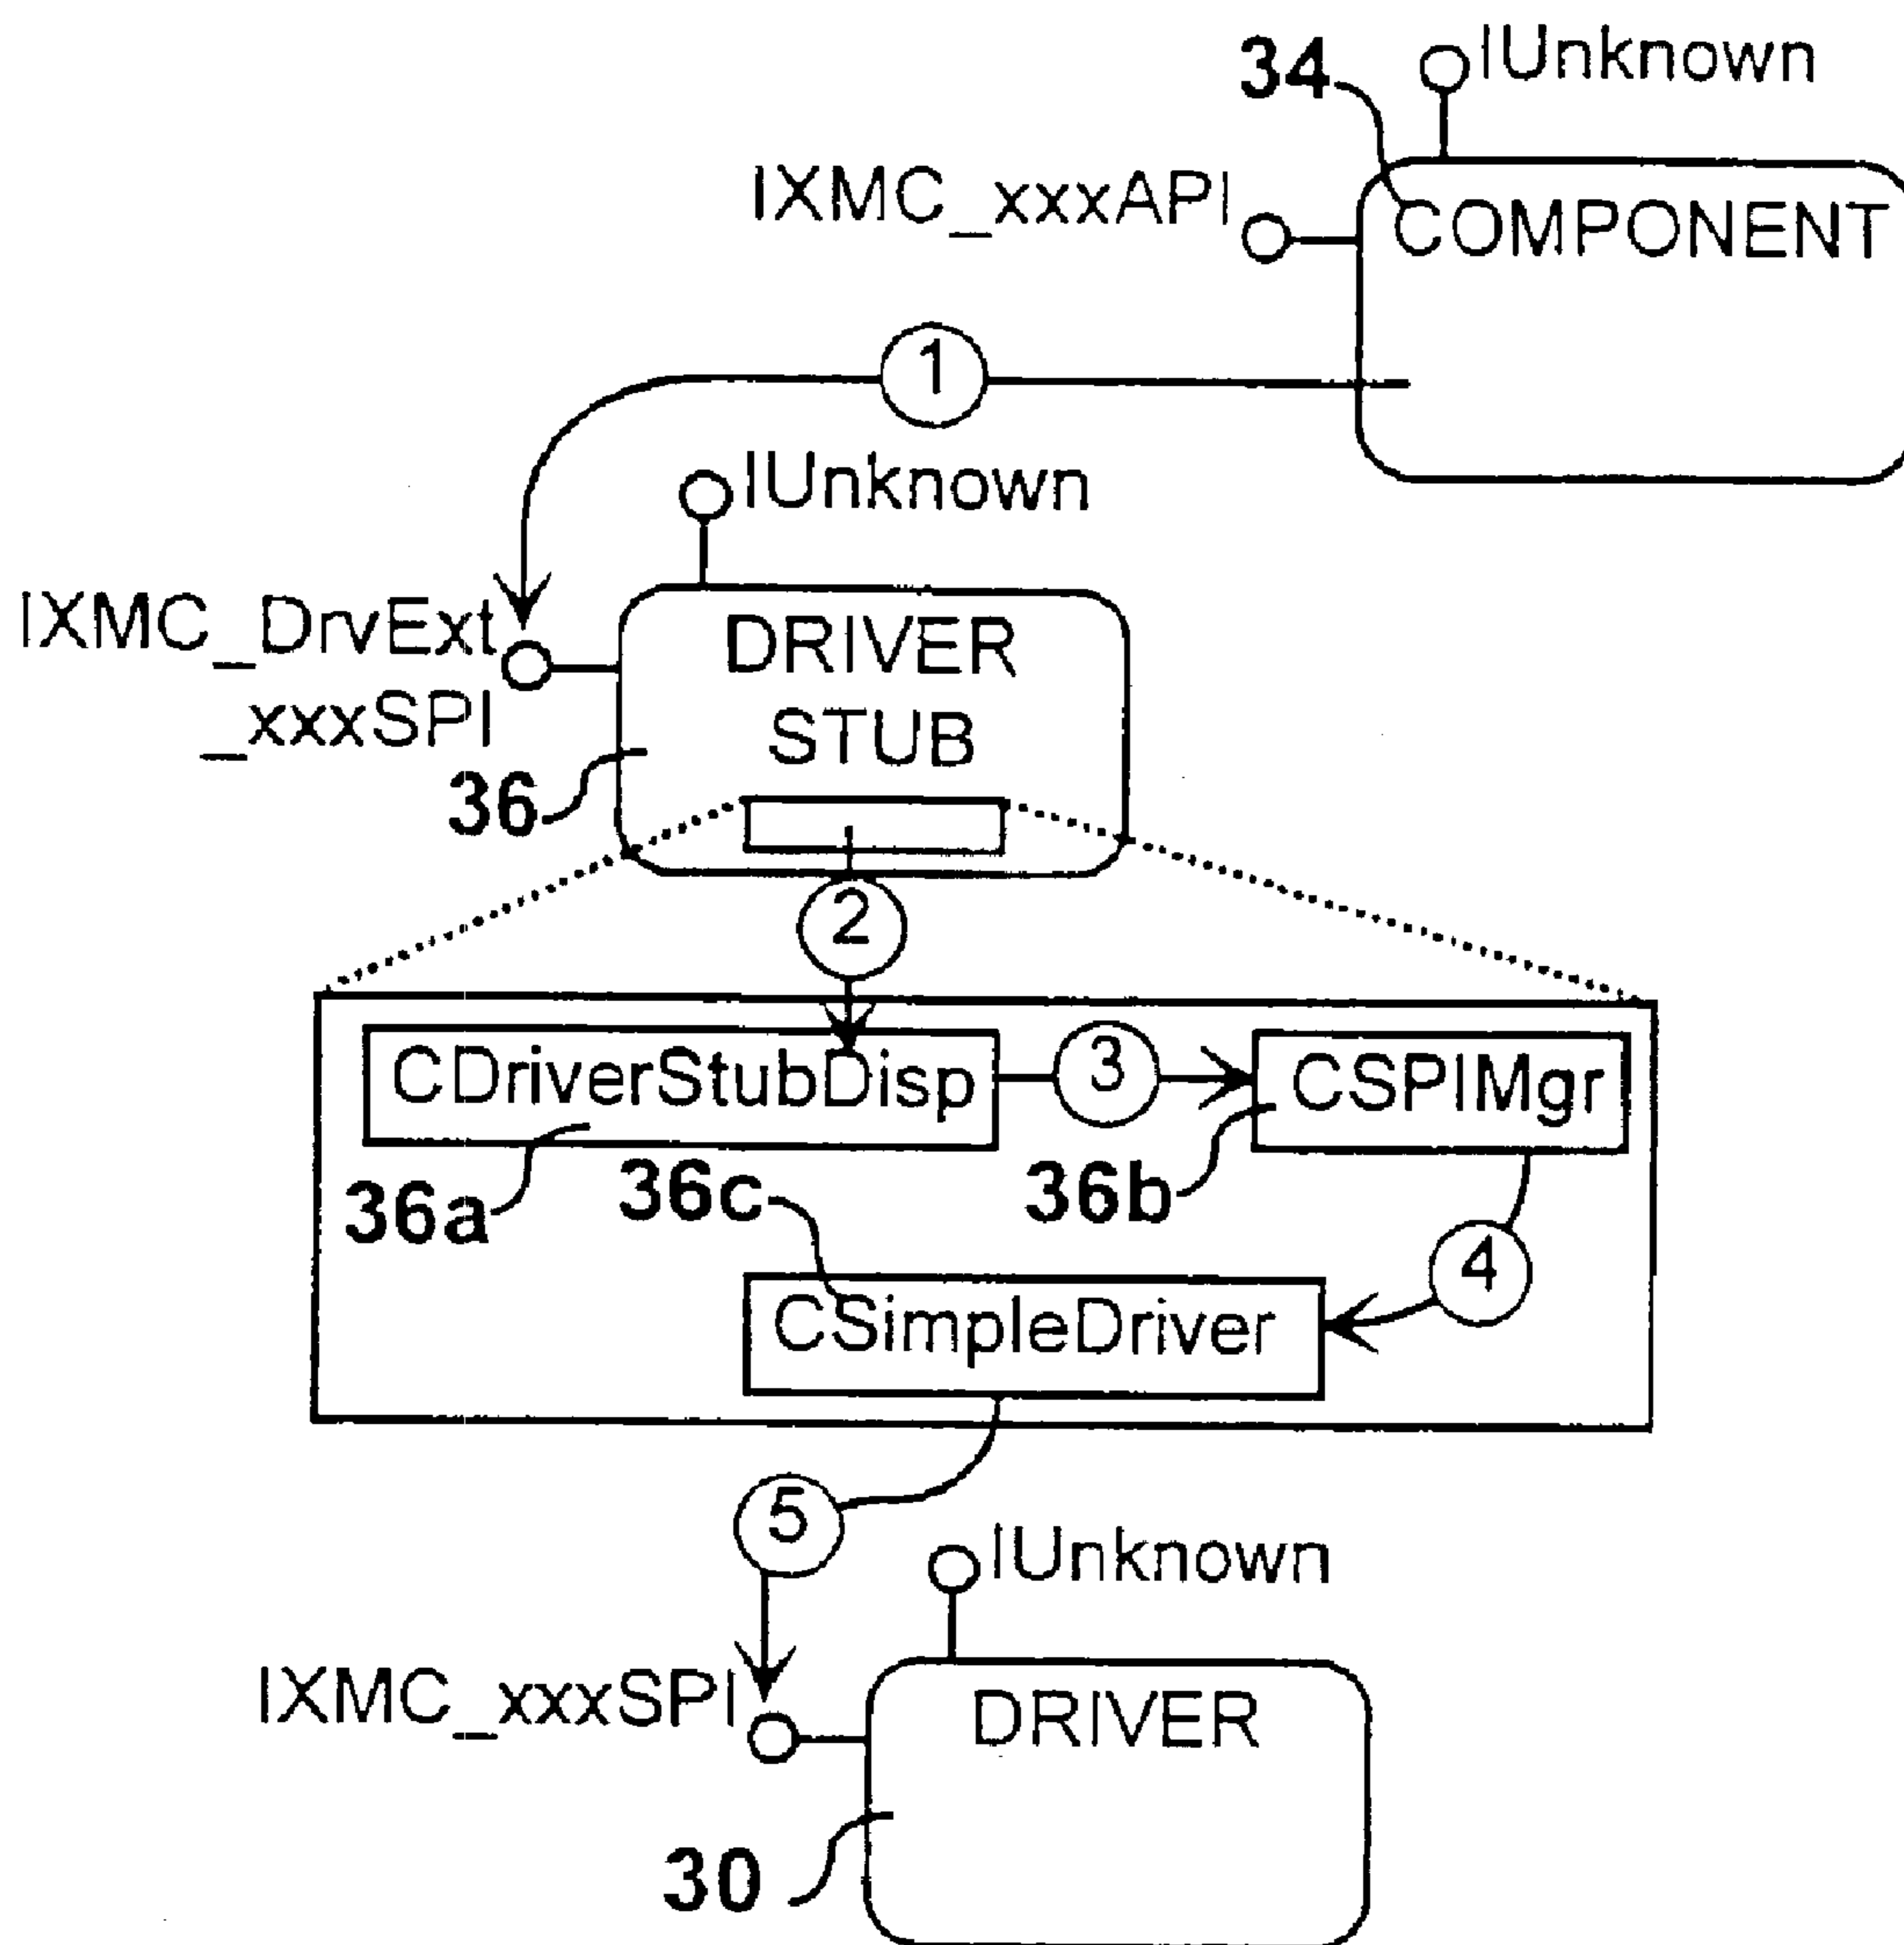 34
IUnknown
IXMC_xxxAPI
COMPONENT
1
IUnknown
IXMC_DrvExt
_xxxSPI
DRIVER
STUB
36
2
CDriverStubDisp
3
CSPIMgr
36a
36c
36b
4
CSimpleDriver
5
IUnknown
IXMC_xxxSPI
DRIVER
30